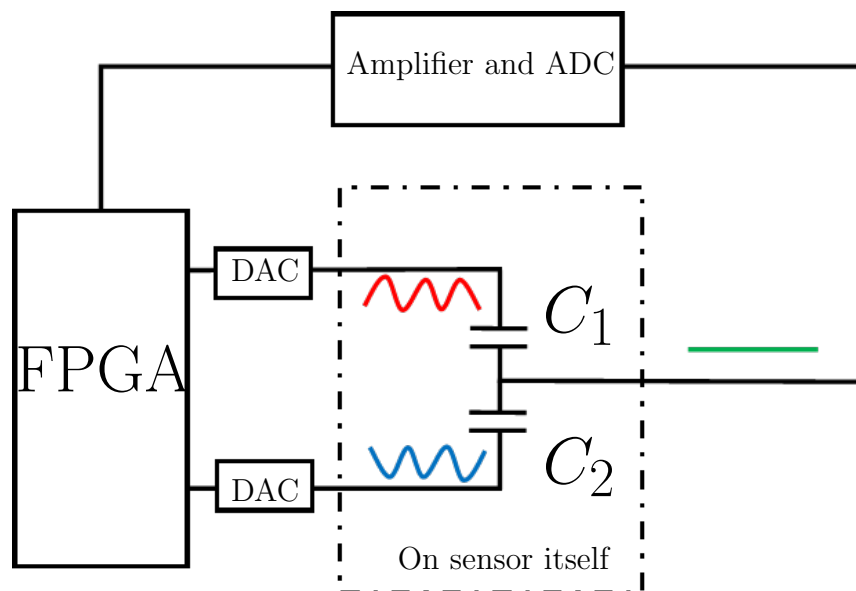 Amplifier and ADC
DAC
C₁
FPGA
C₂
DAC
On sensor itself